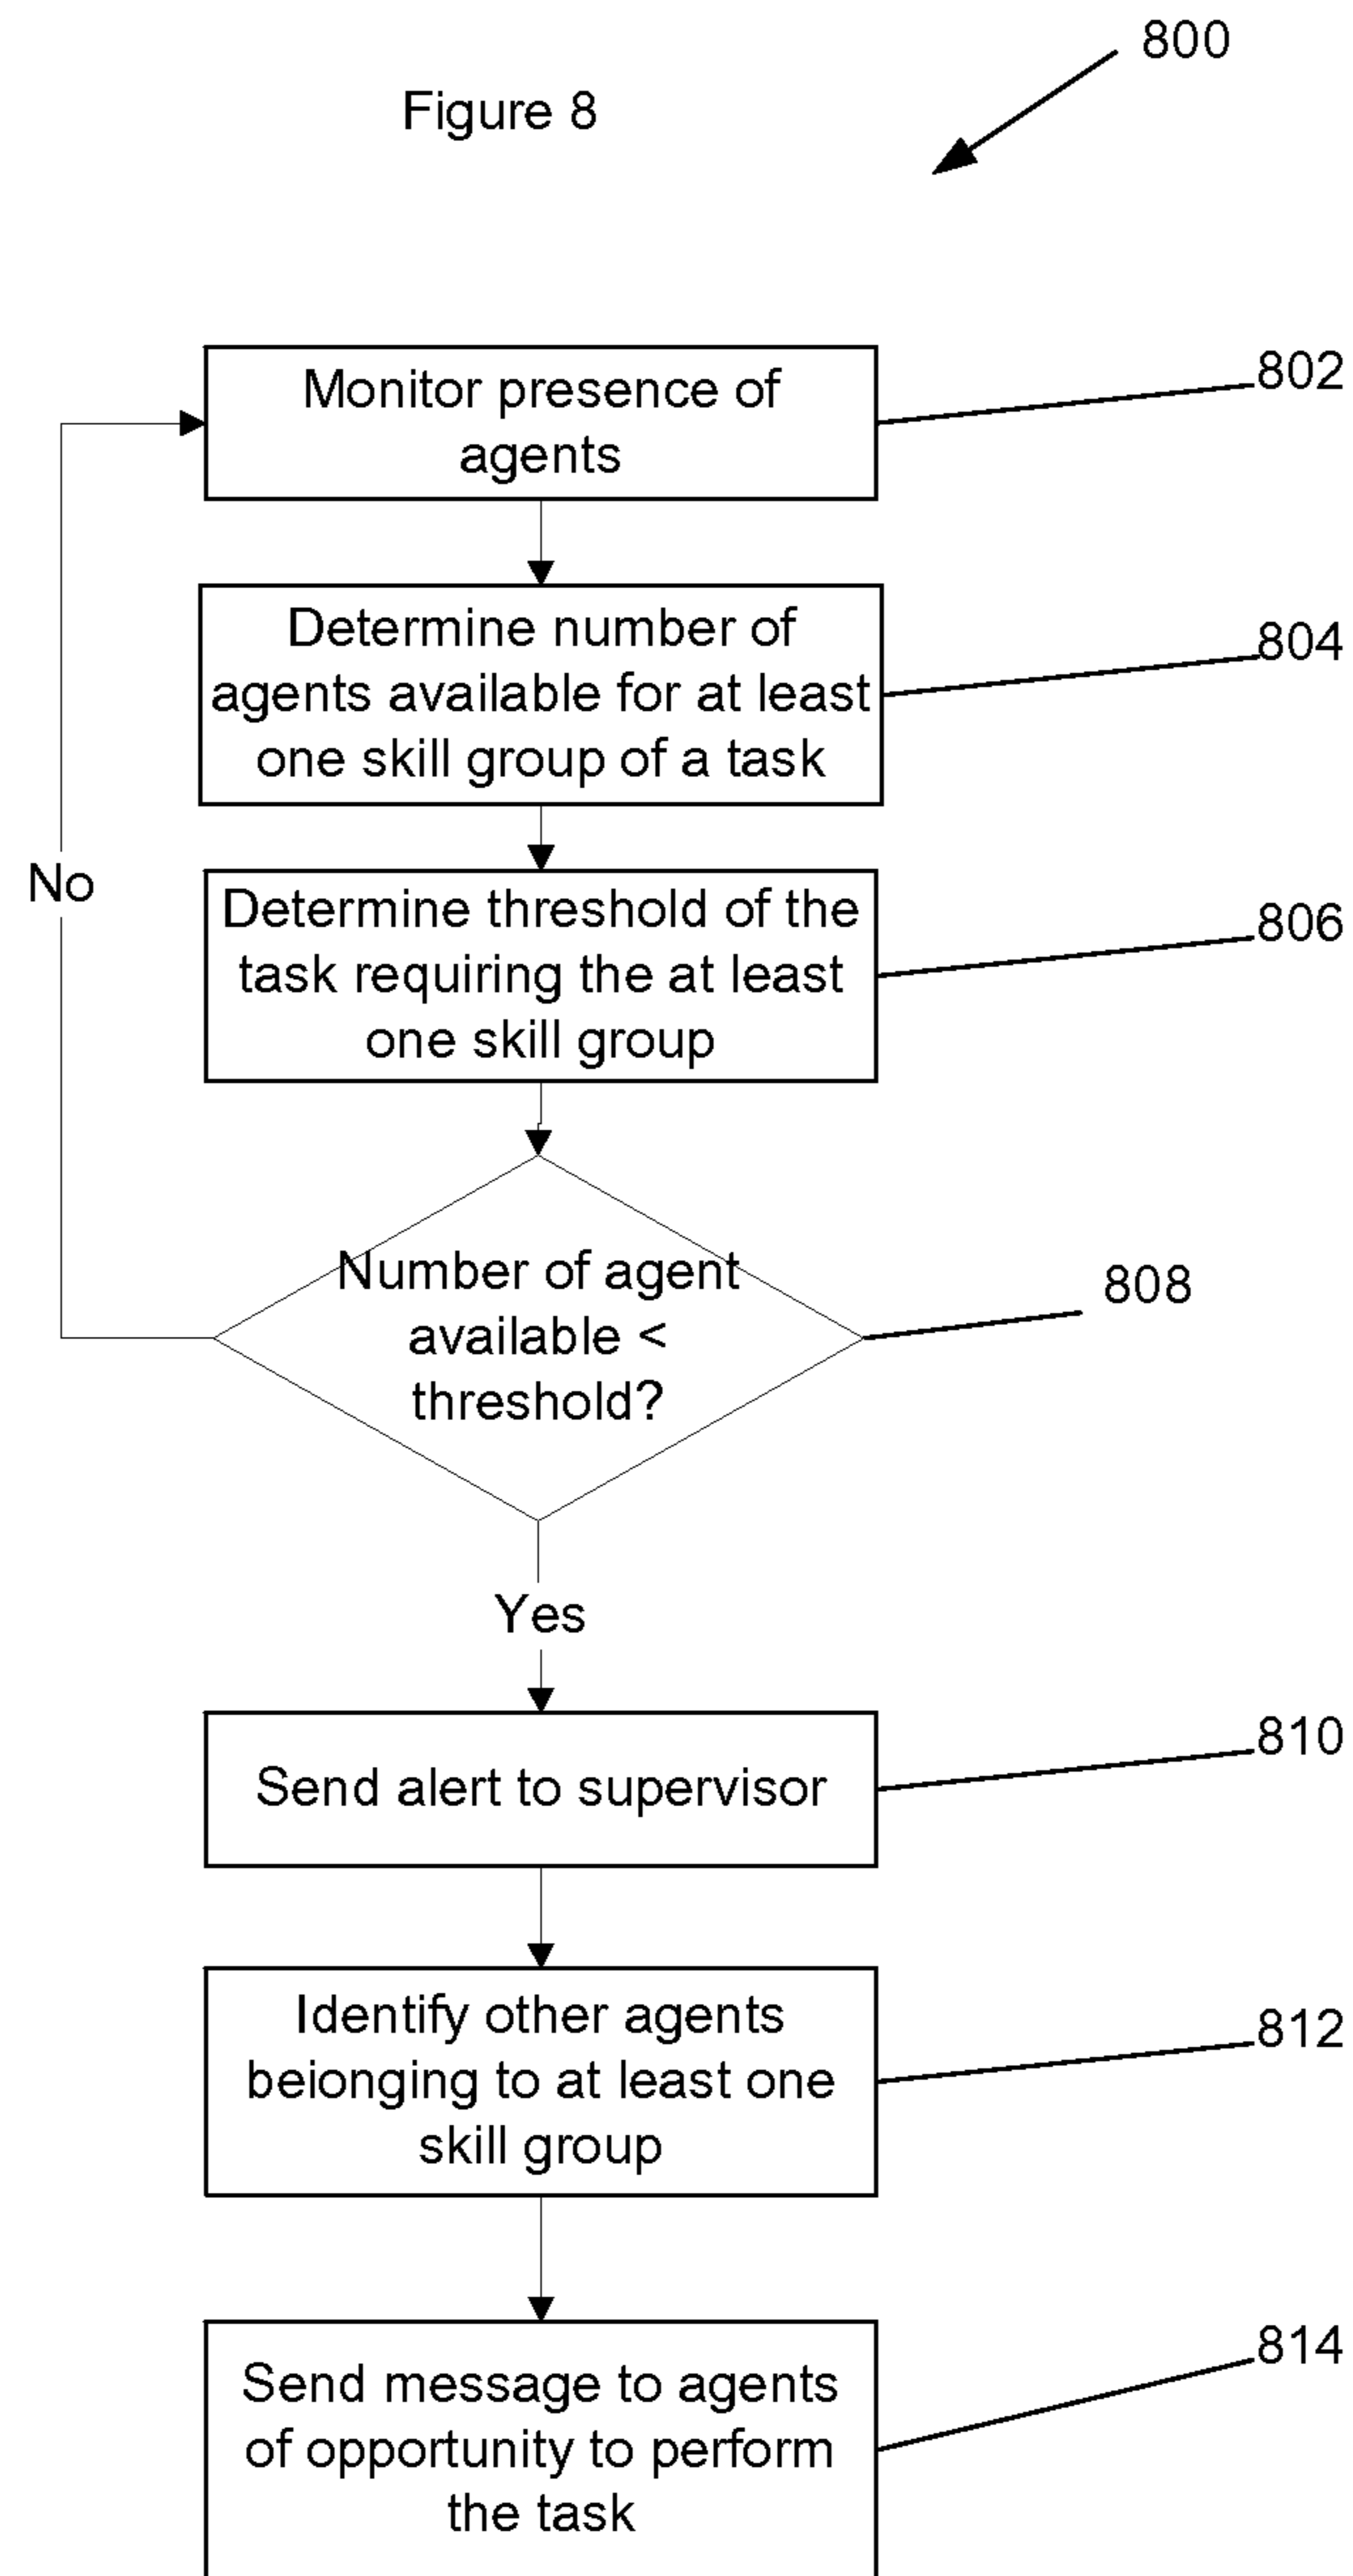 800
Figure 8
Monitor presence of
agents
802
Determine number of
agents available for at least
one skill group of a task
804
No
Determine threshold of the
task requiring the at least
one skill group
806
Number of agent
available <
threshold?
808
Yes
Send alert to supervisor
810
Identify other agents
beionging to at least one
skill group
812
Send message to agents
of opportunity to perform
the task
814